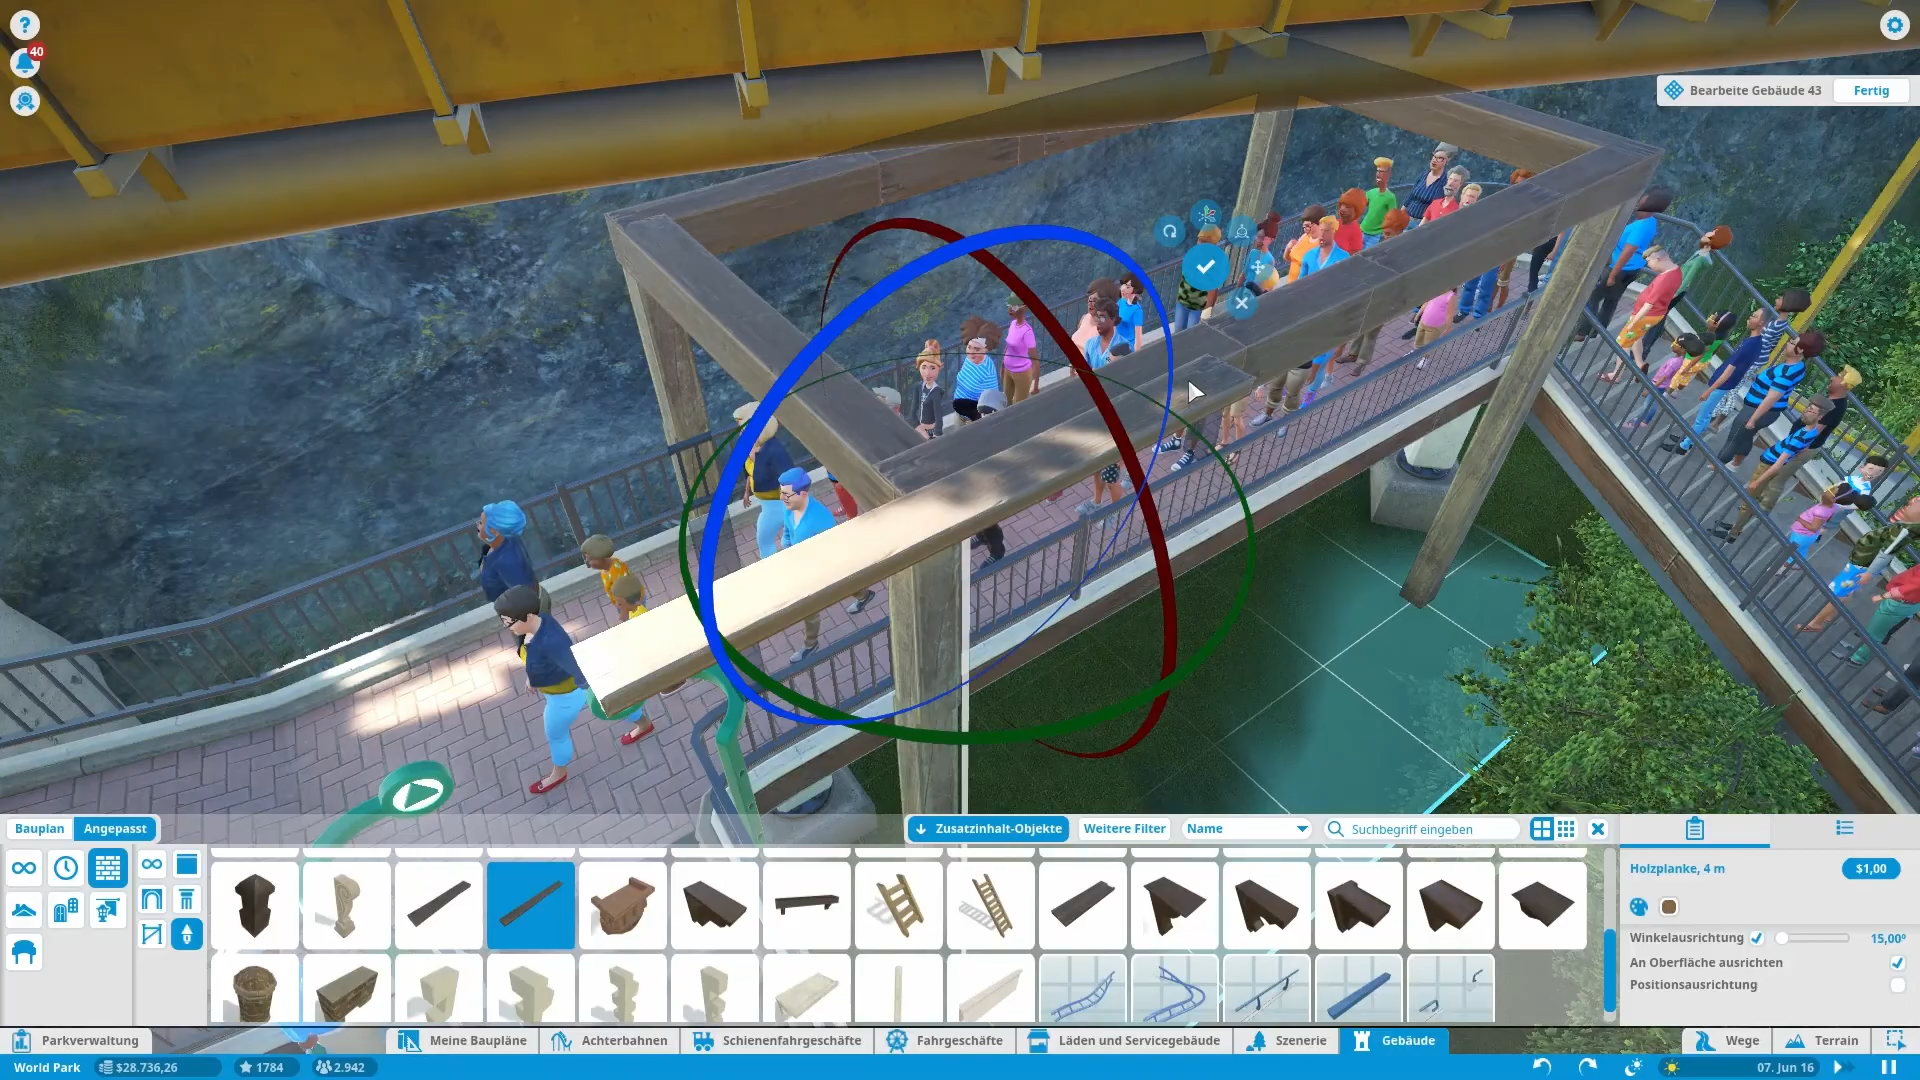 ?
40
Bearbeite Gebäude 43
Fertig
Bauplan
Angepasst
Zusatzinhalt-Objekte
Weitere Filter
Name
Suchbegriff eingeben
Holzplanke, 4 m
$1,00
Winkelausrichtung
15,00°
An Oberfläche ausrichten
Positionsausrichtung
Parkverwaltung
Meine Baupläne
Achterbahnen
Schienenfahrgeschäfte
Fahrgeschäfte
Läden und Servicegebäude
Szenerie
Gebäude
Wege
Terrain
World Park
$28.736,26
1784
2.942
07. Jun 16